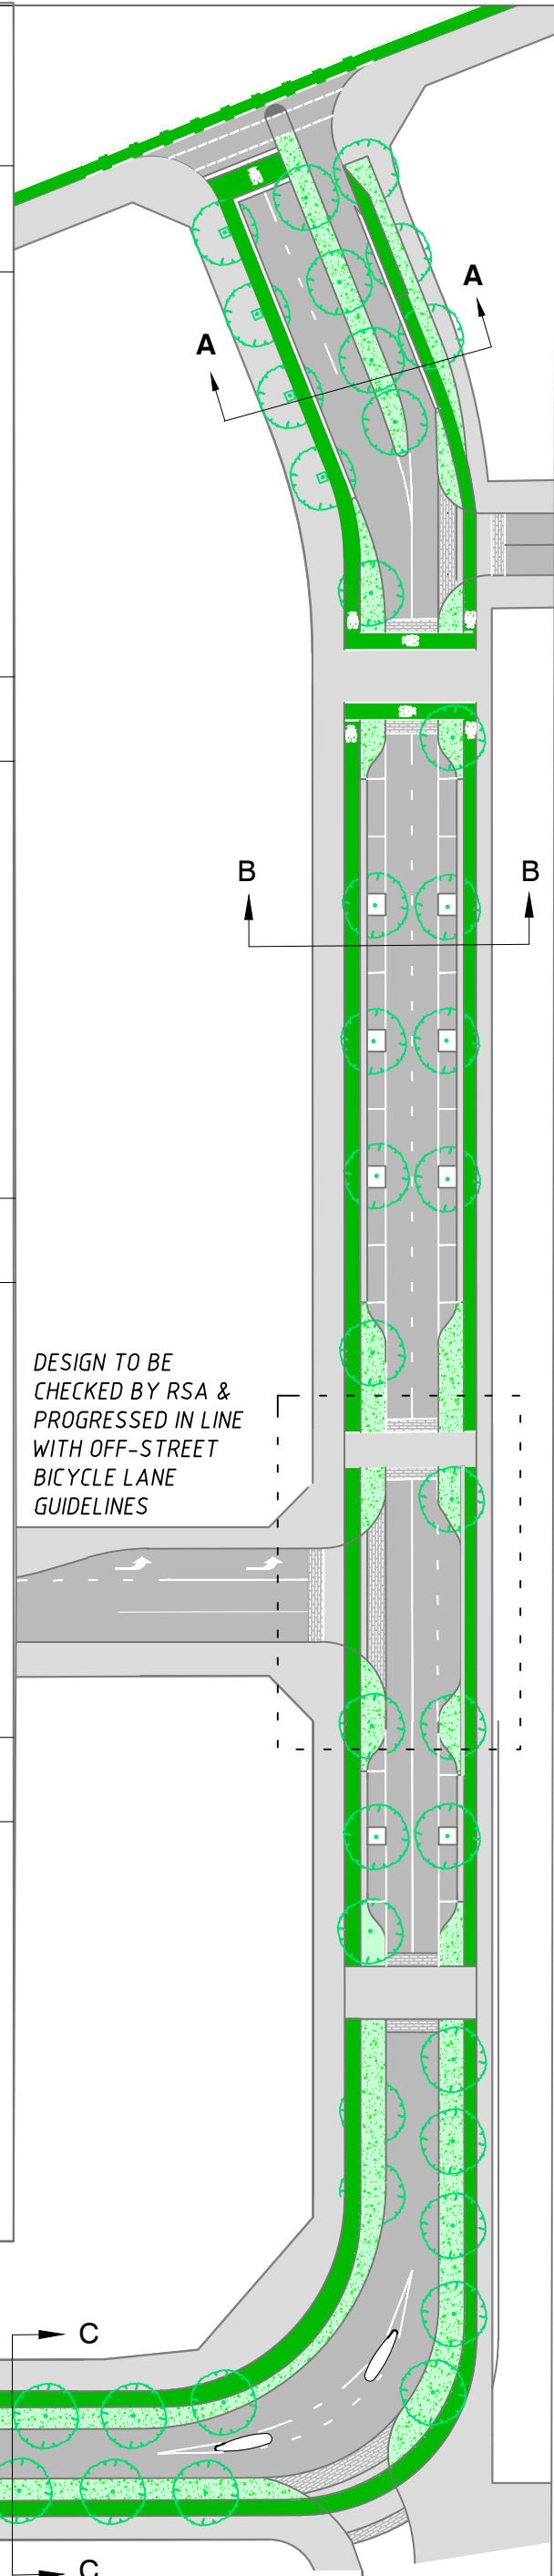 A
A
B
B
DESIGN TO BE
CHECKED BY RSA &
PROGRESSED IN LINE
WITH OFF-STREET
BICYCLE LANE
GUIDELINES
C
C